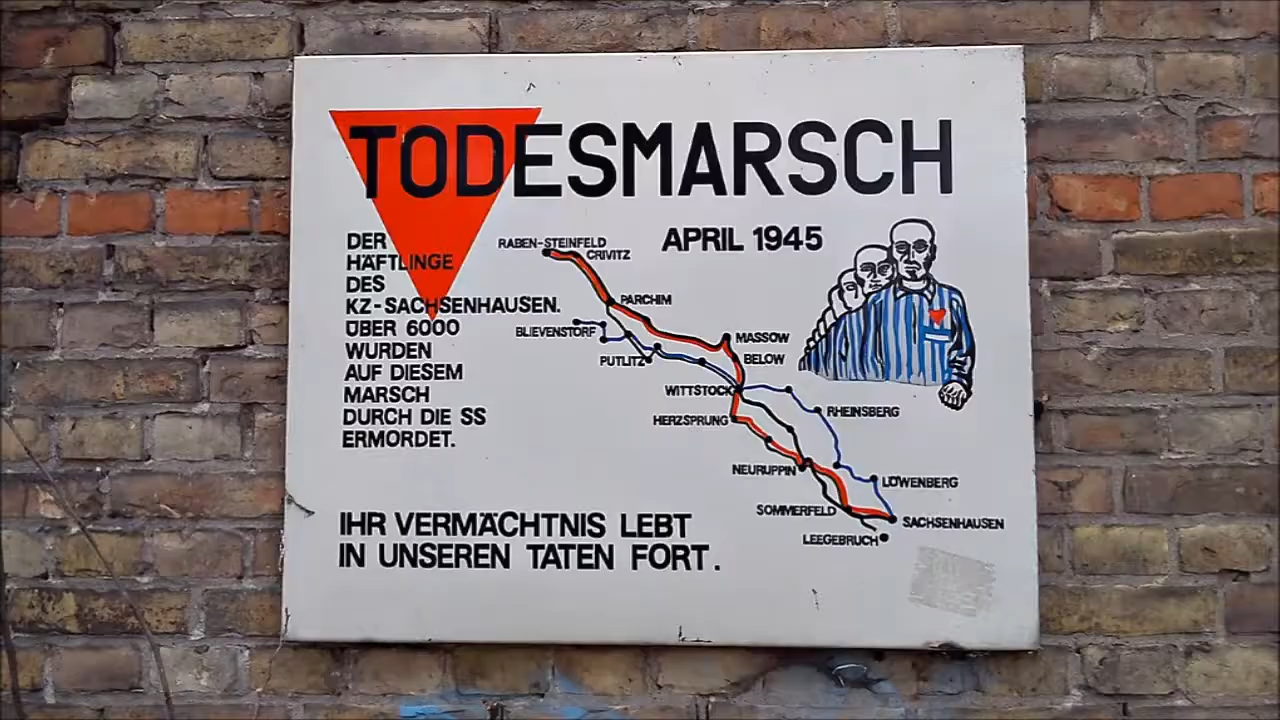 TODESMARSCH
APRIL 1945
DER
HÄFTLINGE
DES
KZ-SACHSENHAUSEN.
ÜBER 6000
WURDEN
AUF DIESEM
MARSCH
DURCH DIE SS
ERMORDET.
RABEN-STEINFELD
CRIVITZ
PARCHIM
BLIEVENSTORF
PUTLITZ
MASSOW
BELOW
WITTSTOCK
RHEINSBERG
HERZSPRUNG
NEURUPPIN
LÖWENBERG
SOMMERFELD
SACHSENHAUSEN
LEEGEBRUCH
IHR VERMÄCHTNIS LEBT
IN UNSEREN TATEN FORT.